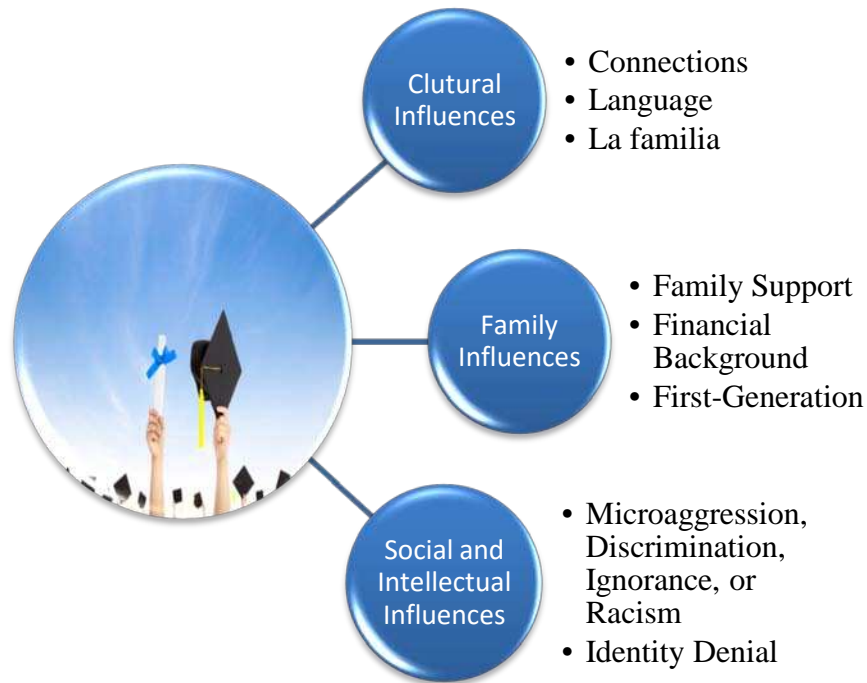 Clutural
Influences
• Connections
• Language
• La familia
Family
Influences
• Family Support
• Financial
Background
• First-Generation
Social and
Intellectual
Influences
• Microaggression,
Discrimination,
Ignorance, or
Racism
• Identity Denial